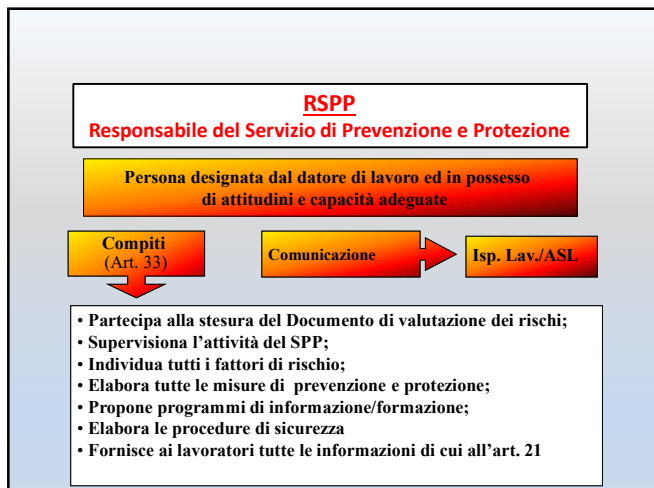 RSPP
Responsabile del Servizio di Prevenzione e Protezione
Persona designata dal datore di lavoro ed in possesso
di attitudini e capacità adeguate
Compiti
(Art. 33)
Comunicazione
Isp. Lav./ASL
• Partecipa alla stesura del Documento di valutazione dei rischi;
• Supervisiona l'attività del SPP;
• Individua tutti i fattori di rischio;
• Elabora tutte le misure di prevenzione e protezione;
• Propone programmi di informazione/formazione;
• Elabora le procedure di sicurezza
• Fornisce ai lavoratori tutte le informazioni di cui all'art. 21